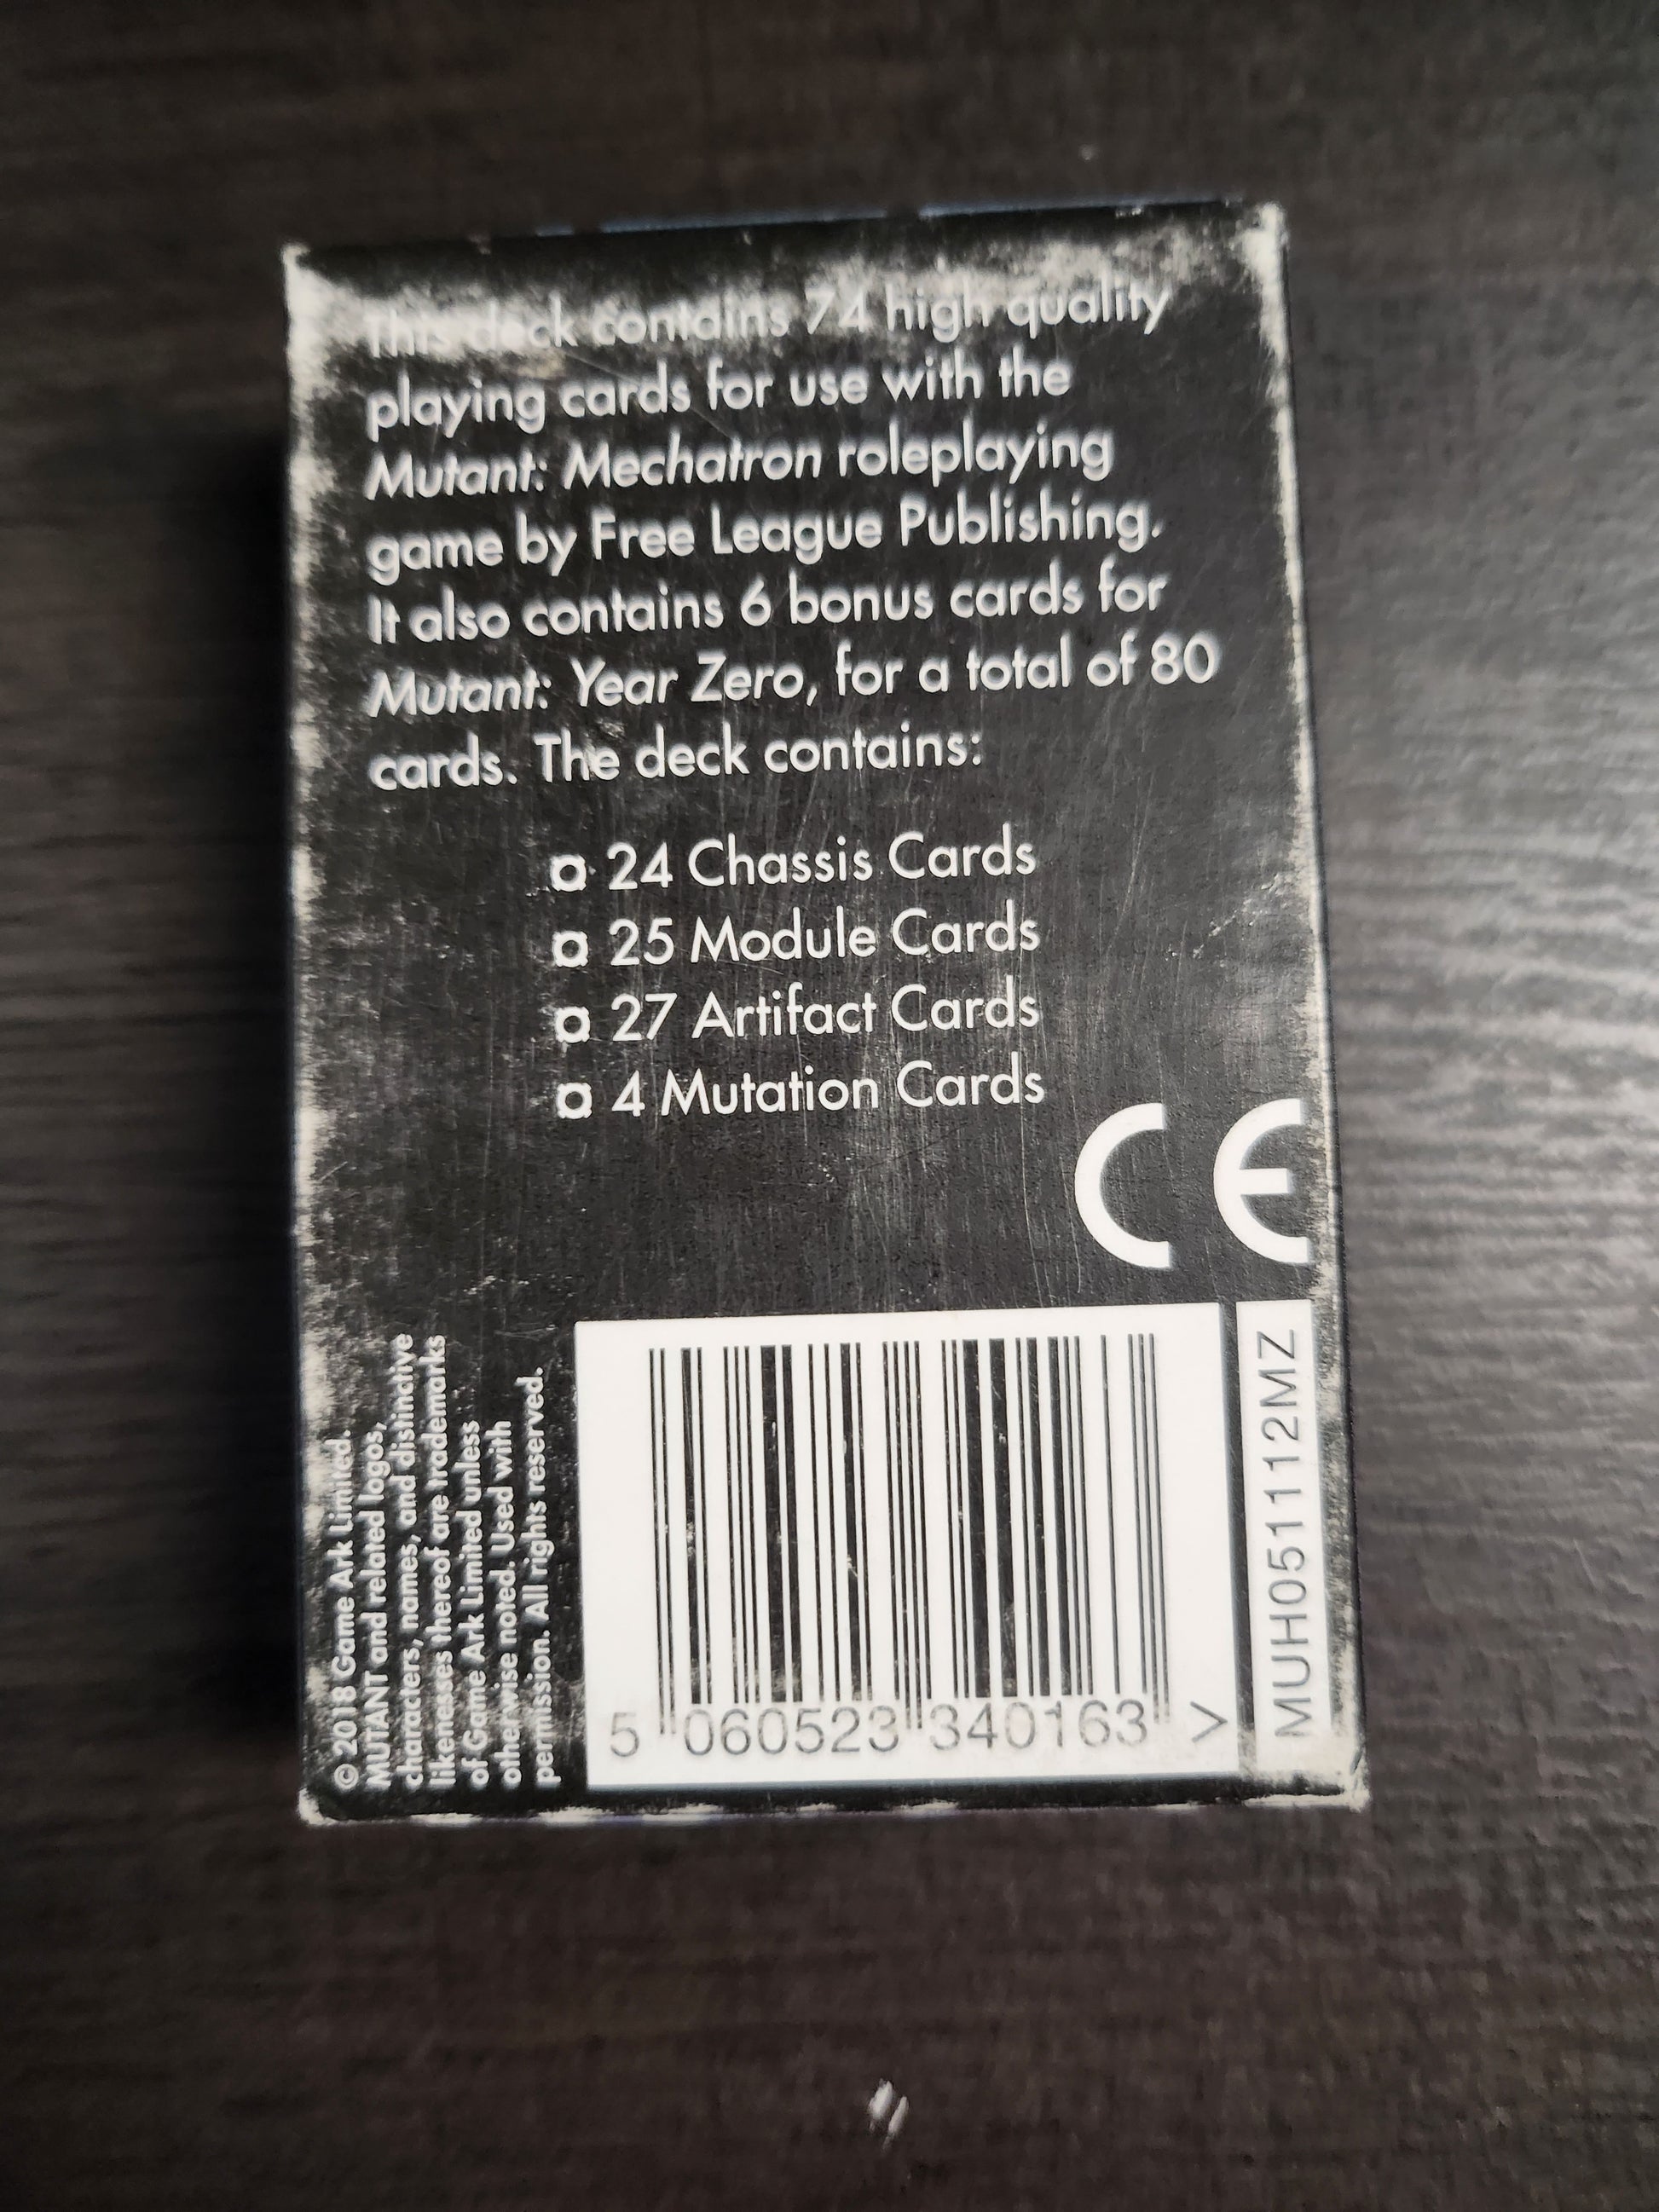 This deck contains 74 high quality
playing cards for use with the
Mutant: Mechatron roleplaying
game by Free League Publishing.
It also contains 6 bonus cards for
Mutant: Year Zero, for a total of 80
cards. The deck contains:
24 Chassis Cards
25 Module Cards
27 Artifact Cards
4 Mutation Cards
CE
© 2018 Game Ark Limited.
MUTANT and related logos,
characters, names, and distinctive
likenesses thereof are trademarks
of Game Ark Limited unless
otherwise noted. Used with
permission. All rights reserved.
5 060523 340163 >
MUH051112MZ